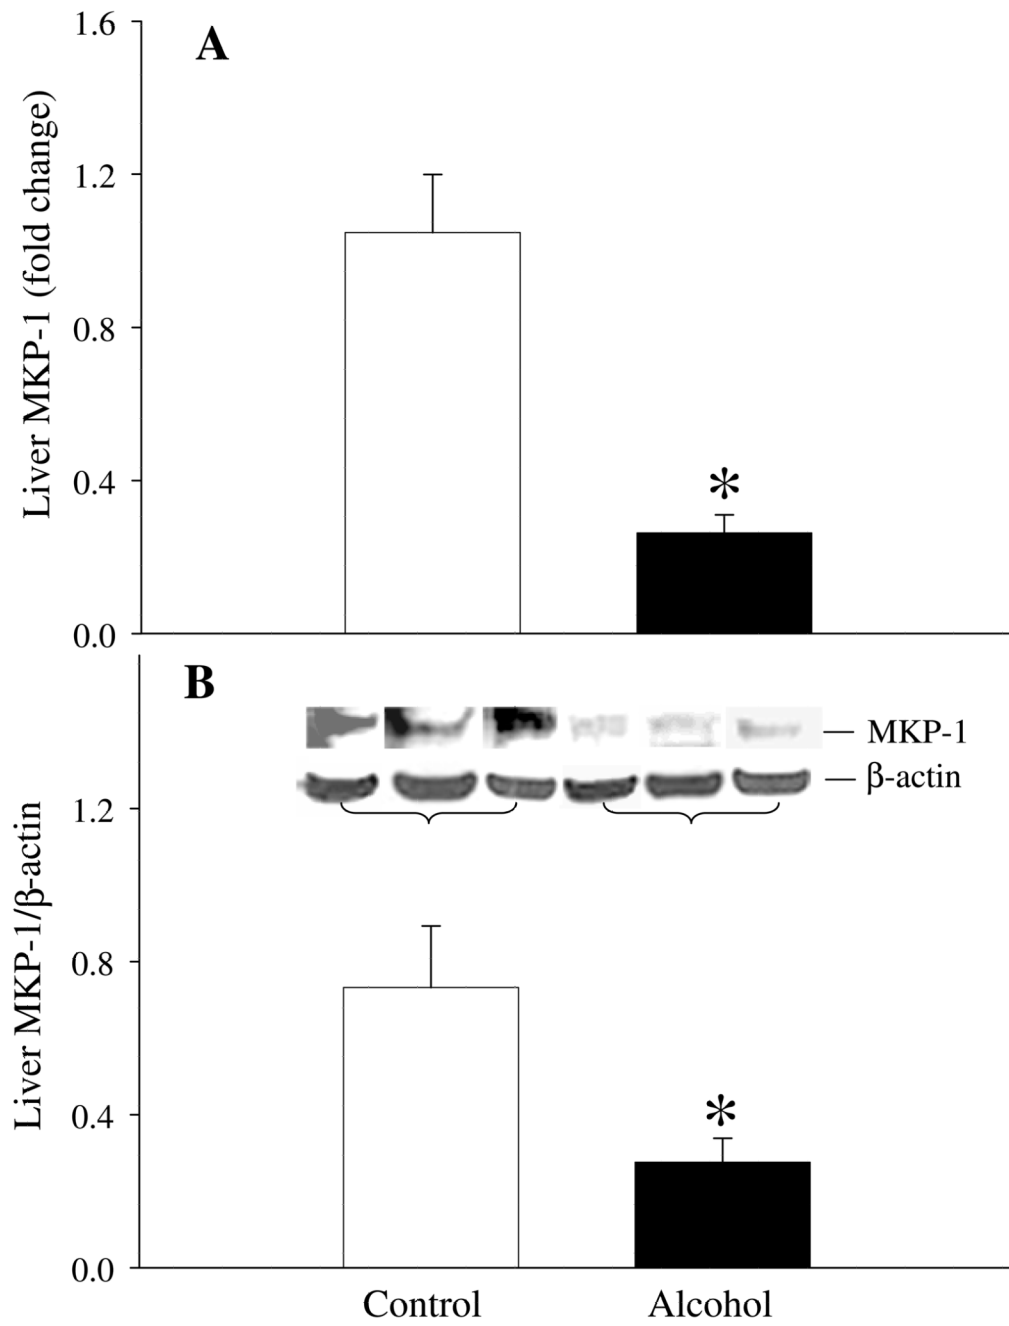 A
Liver MKP-1 (fold change)
1.6
1.2
0.8
0.4
0.0
*
B
Liver MKP-1/β-actin
MKP-1
β-actin
1.2
0.8
0.4
0.0
*
Control Alcohol